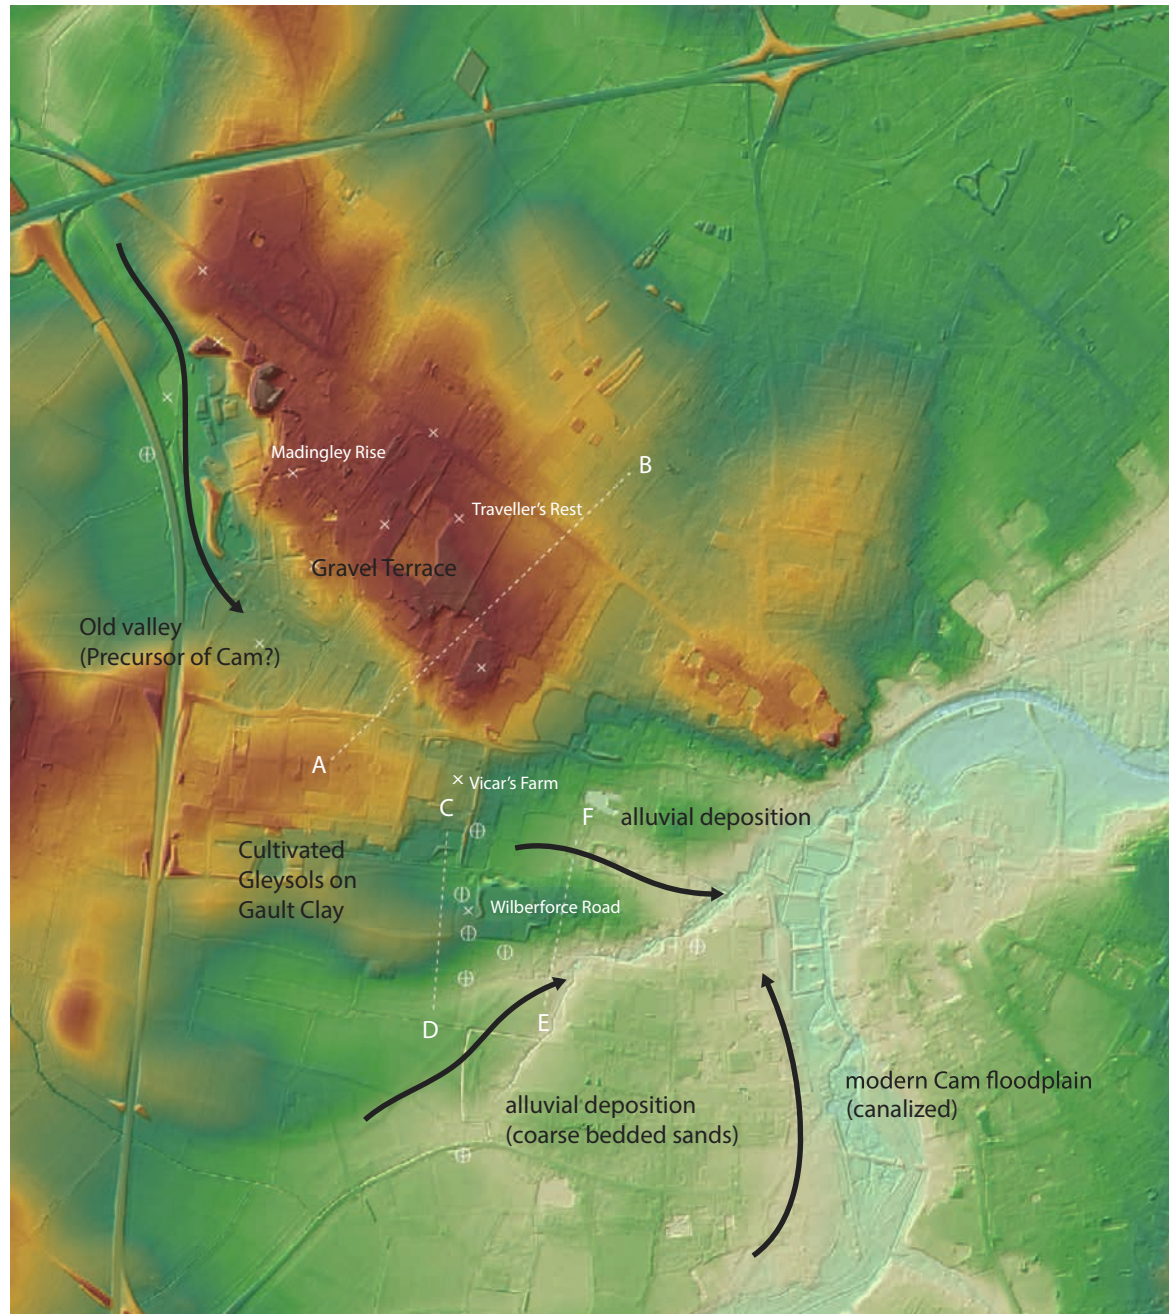 Madingley Rise
B
Traveller's Rest
Gravel Terrace
Old valley
(Precursor of Cam?)
A
Vicar's Farm
C
F
alluvial deposition
Cultivated
Gleysols on
Gault Clay
Wilberforce Road
D
E
modern Cam floodplain
(canalized)
alluvial deposition
(coarse bedded sands)